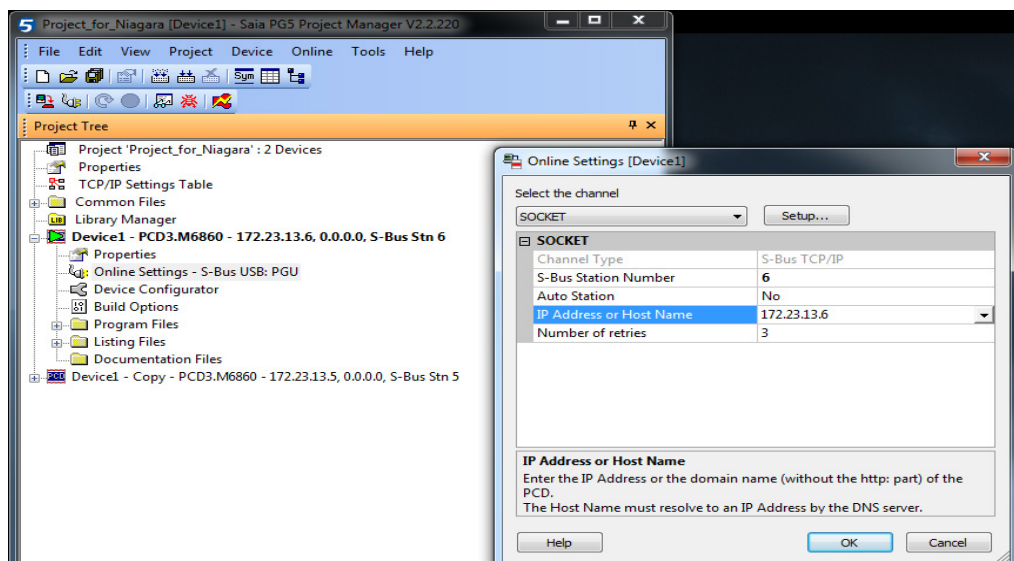 Project_for_Niagara [Device1] - Saia PG5 Project Manager V2.2.220
File Edit View Project Device Online Tools Help
Sym
Project Tree
Project 'Project_for_Niagara' : 2 Devices
Properties
TCP/IP Settings Table
Common Files
LIB Library Manager
Device1 - PCD3.M6860 - 172.23.13.6, 0.0.0.0, S-Bus Stn 6
Properties
Online Settings - S-Bus USB: PGU
Device Configurator
Build Options
Program Files
Listing Files
Documentation Files
PCD Device1 - Copy - PCD3.M6860 - 172.23.13.5, 0.0.0.0, S-Bus Stn 5
Online Settings [Device1]
Select the channel
SOCKET Setup...
SOCKET
Channel Type S-Bus TCP/IP
S-Bus Station Number 6
Auto Station No
IP Address or Host Name 172.23.13.6
Number of retries 3
IP Address or Host Name
Enter the IP Address or the domain name (without the http: part) of the
PCD.
The Host Name must resolve to an IP Address by the DNS server.
Help OK Cancel